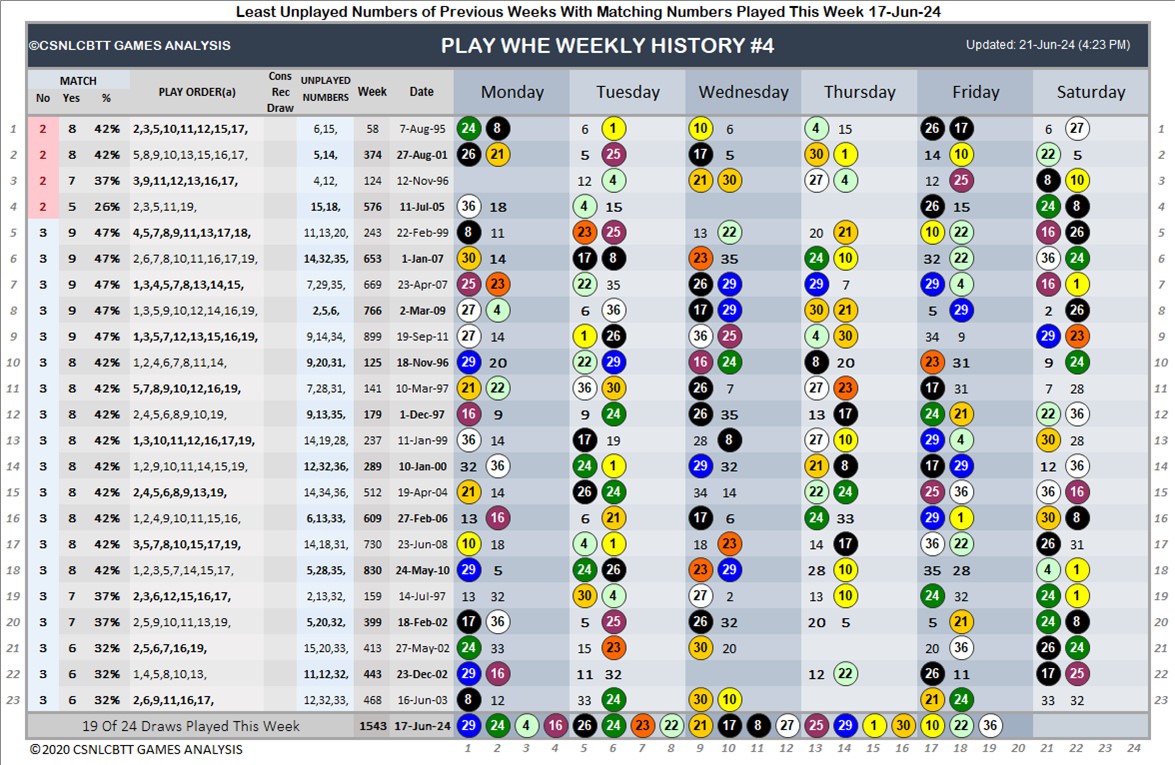 Least Unplayed Numbers of Previous Weeks With Matching Numbers Played This Week 17-Jun-24
©CSNLCBTT GAMES ANALYSIS PLAY WHE WEEKLY HISTORY #4 Updated: 21-Jun-24 (4:23 PM)
MATCH
No Yes % PLAY ORDER(a) Cons Rec Draw UNPLAYED NUMBERS Week Date Monday Tuesday Wednesday Thursday Friday Saturday
1 2 8 42% 2,3,5,10,11,12,15,17, 6,15, 58 7-Aug-95 24 8 6 1 10 6 4 15 26 17 6 27 1
2 2 8 42% 5,8,9,10,13,15,16,17, 5,14, 374 27-Aug-01 26 21 5 25 17 5 30 1 14 10 22 5 2
3 2 7 37% 3,9,11,12,13,16,17, 4,12, 124 12-Nov-96 12 4 21 30 27 4 12 25 8 10 3
4 2 5 26% 2,3,5,11,19, 15,18, 576 11-Jul-05 36 18 4 15 26 15 24 8 4
5 3 9 47% 4,5,7,8,9,11,13,17,18, 11,13,20, 243 22-Feb-99 8 11 23 25 13 22 20 21 10 22 16 26 5
6 3 9 47% 2,6,7,8,10,11,16,17,19, 14,32,35, 653 1-Jan-07 30 14 17 8 23 35 24 10 32 22 36 24 6
7 3 9 47% 1,3,4,5,7,8,13,14,15, 7,29,35, 669 23-Apr-07 25 23 22 35 26 29 29 7 29 4 16 1 7
8 3 9 47% 1,3,5,9,10,12,14,16,19, 2,5,6, 766 2-Mar-09 27 4 6 36 17 29 30 21 5 29 2 26 8
9 3 9 47% 1,3,5,7,12,13,15,16,19, 9,14,34, 899 19-Sep-11 27 14 1 26 36 25 4 30 34 9 29 23 9
10 3 8 42% 1,2,4,6,7,8,11,14, 9,20,31, 125 18-Nov-96 29 20 22 29 16 24 8 20 23 31 9 24 10
11 3 8 42% 5,7,8,9,10,12,16,19, 7,28,31, 141 10-Mar-97 21 22 36 30 26 7 27 23 17 31 7 28 11
12 3 8 42% 2,4,5,6,8,9,10,19, 9,13,35, 179 1-Dec-97 16 9 9 24 26 35 13 17 24 21 22 36 12
13 3 8 42% 1,3,10,11,12,16,17,19, 14,19,28, 237 11-Jan-99 36 14 17 19 28 8 27 10 29 4 30 28 13
14 3 8 42% 1,2,9,10,11,14,15,19, 12,32,36, 289 10-Jan-00 32 36 24 1 29 32 21 8 17 29 12 36 14
15 3 8 42% 2,4,5,6,8,9,13,19, 14,34,36, 512 19-Apr-04 21 14 26 24 34 14 22 24 25 36 36 16 15
16 3 8 42% 1,2,4,9,10,11,15,16, 6,13,33, 609 27-Feb-06 13 16 6 21 17 6 24 33 29 1 30 8 16
17 3 8 42% 3,5,7,8,10,15,17,19, 14,18,31, 730 23-Jun-08 10 18 4 1 18 23 14 17 36 22 26 31 17
18 3 8 42% 1,2,3,5,7,14,15,17, 5,28,35, 830 24-May-10 29 5 24 26 23 29 28 10 35 28 4 1 18
19 3 7 37% 2,3,6,12,15,16,17, 2,13,32, 159 14-Jul-97 13 32 30 4 27 2 13 10 24 32 24 1 19
20 3 7 37% 2,5,9,10,11,13,19, 5,20,32, 399 18-Feb-02 17 36 5 25 26 32 20 5 5 21 24 8 20
21 3 6 32% 2,5,6,7,16,19, 15,20,33, 413 27-May-02 24 33 15 23 30 20 20 36 26 24 21
22 3 6 32% 1,4,5,8,10,13, 11,12,32, 443 23-Dec-02 29 16 11 32 12 22 26 11 17 25 22
23 3 6 32% 2,6,9,11,16,17, 12,32,33, 468 16-Jun-03 8 12 33 24 30 10 21 24 33 32 23
19 Of 24 Draws Played This Week 1543 17-Jun-24 29 24 4 16 26 24 23 22 21 17 8 27 25 29 1 30 10 22 36
© 2020 CSNLCBTT GAMES ANALYSIS 1 2 3 4 5 6 7 8 9 10 11 12 13 14 15 16 17 18 19 20 21 22 23 24